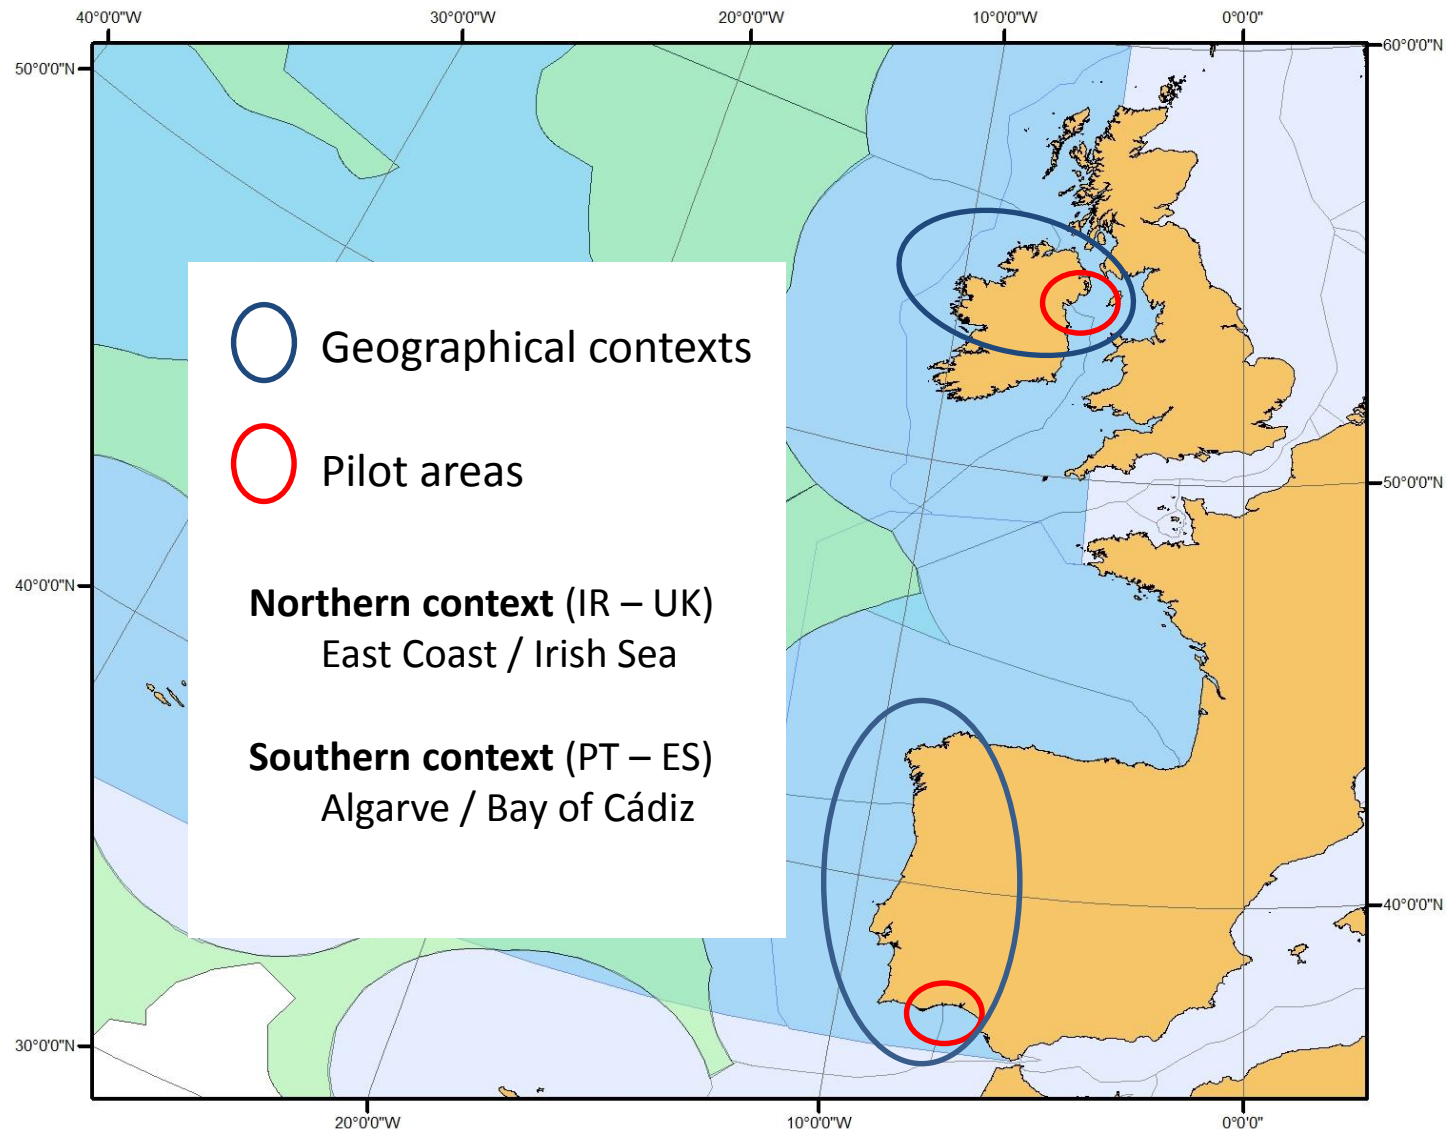 40°0'0"W
30°0'0"W
20°0'0"W
10°0'0"W
0°0'0"
50°0'0"N
60°0'0"N
Geographical contexts
Pilot areas
50°0'0"N
40°0'0"N
Northern context (IR – UK)
East Coast / Irish Sea
Southern context (PT – ES)
Algarve / Bay of Cádiz
40°0'0"N
30°0'0"N
20°0'0"W
10°0'0"W
0°0'0"